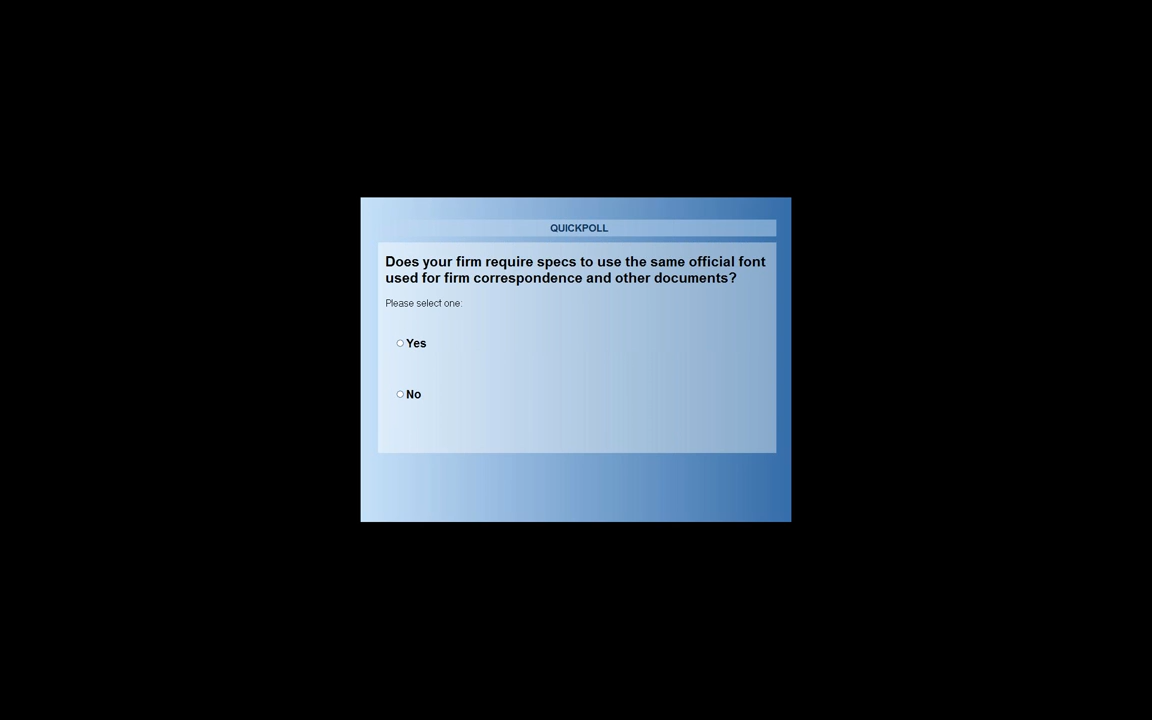 QUICKPOLL
Does your firm require specs to use the same official font
used for firm correspondence and other documents?
Please select one:
Yes
No